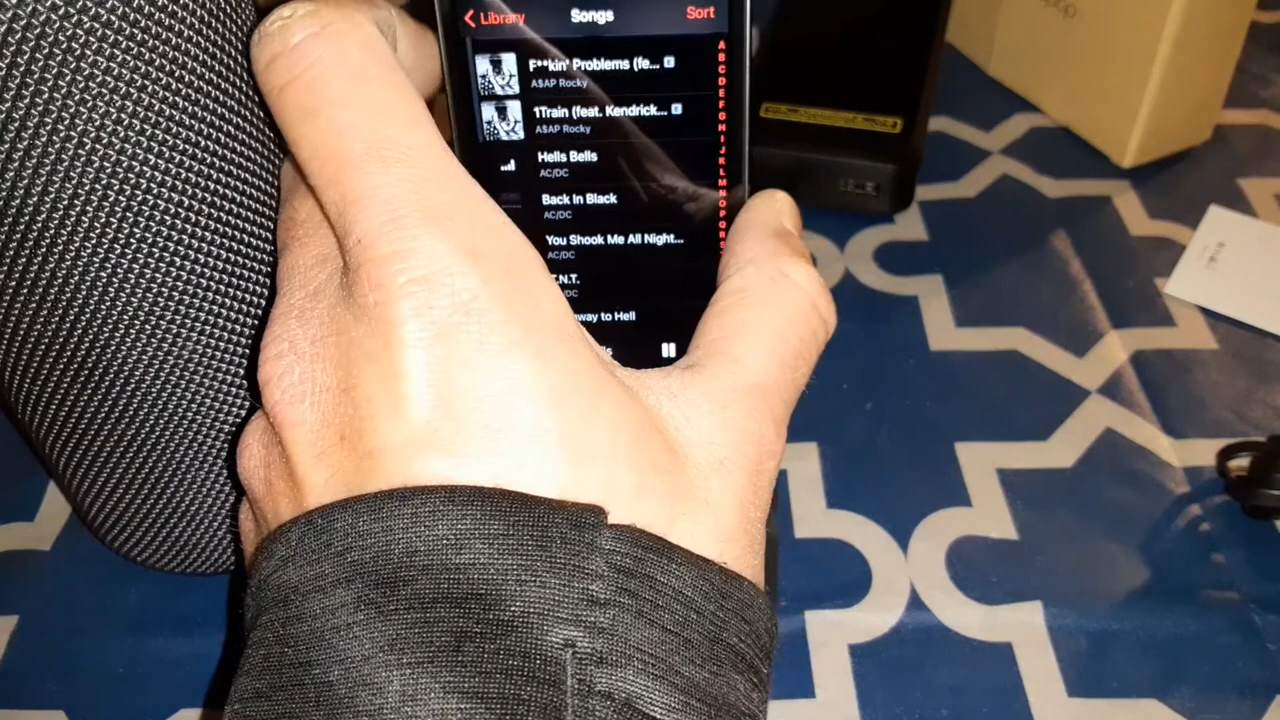 Library
Songs
Sort
F**kin' Problems (fe... E
A$AP Rocky
1Train (feat. Kendrick... E
A$AP Rocky
Hells Bells
AC/DC
Back In Black
AC/DC
You Shook Me All Night...
AC/DC
T.N.T.
/DC
way to Hell
A
B
C
D
E
F
G
H
I
J
K
L
M
N
O
P
Q
R
S